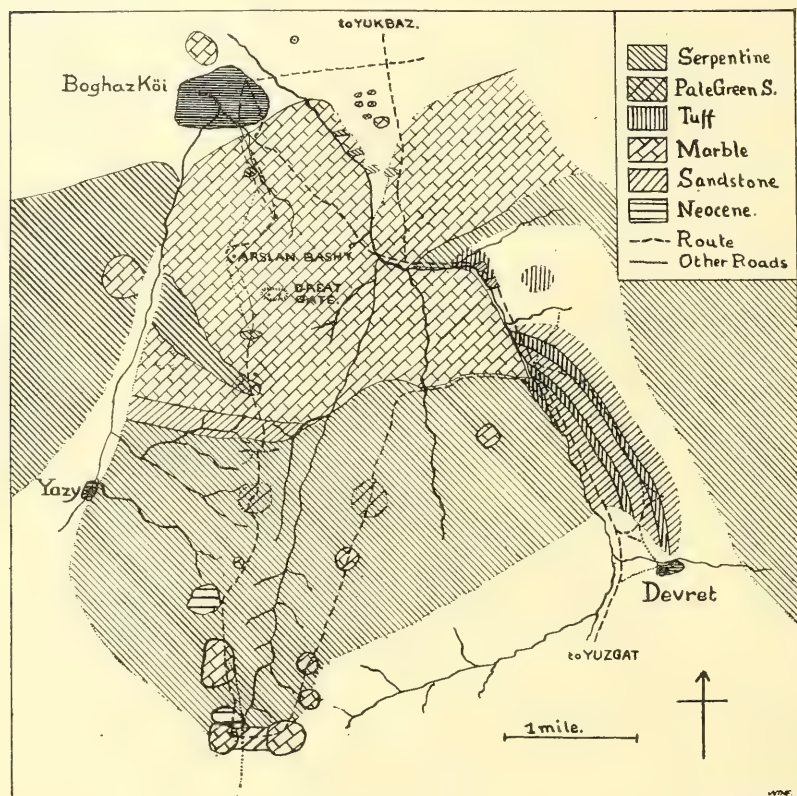 to YUKBAZ.
Boghaz Köi
Serpentine
Pale Green S.
Tuff
Marble
Sandstone
Neocene.
Route
Other Roads
ARSLAN BASHY.
GREAT
GATE.
Yazy
Devret
to YUZGAT
1 mile.